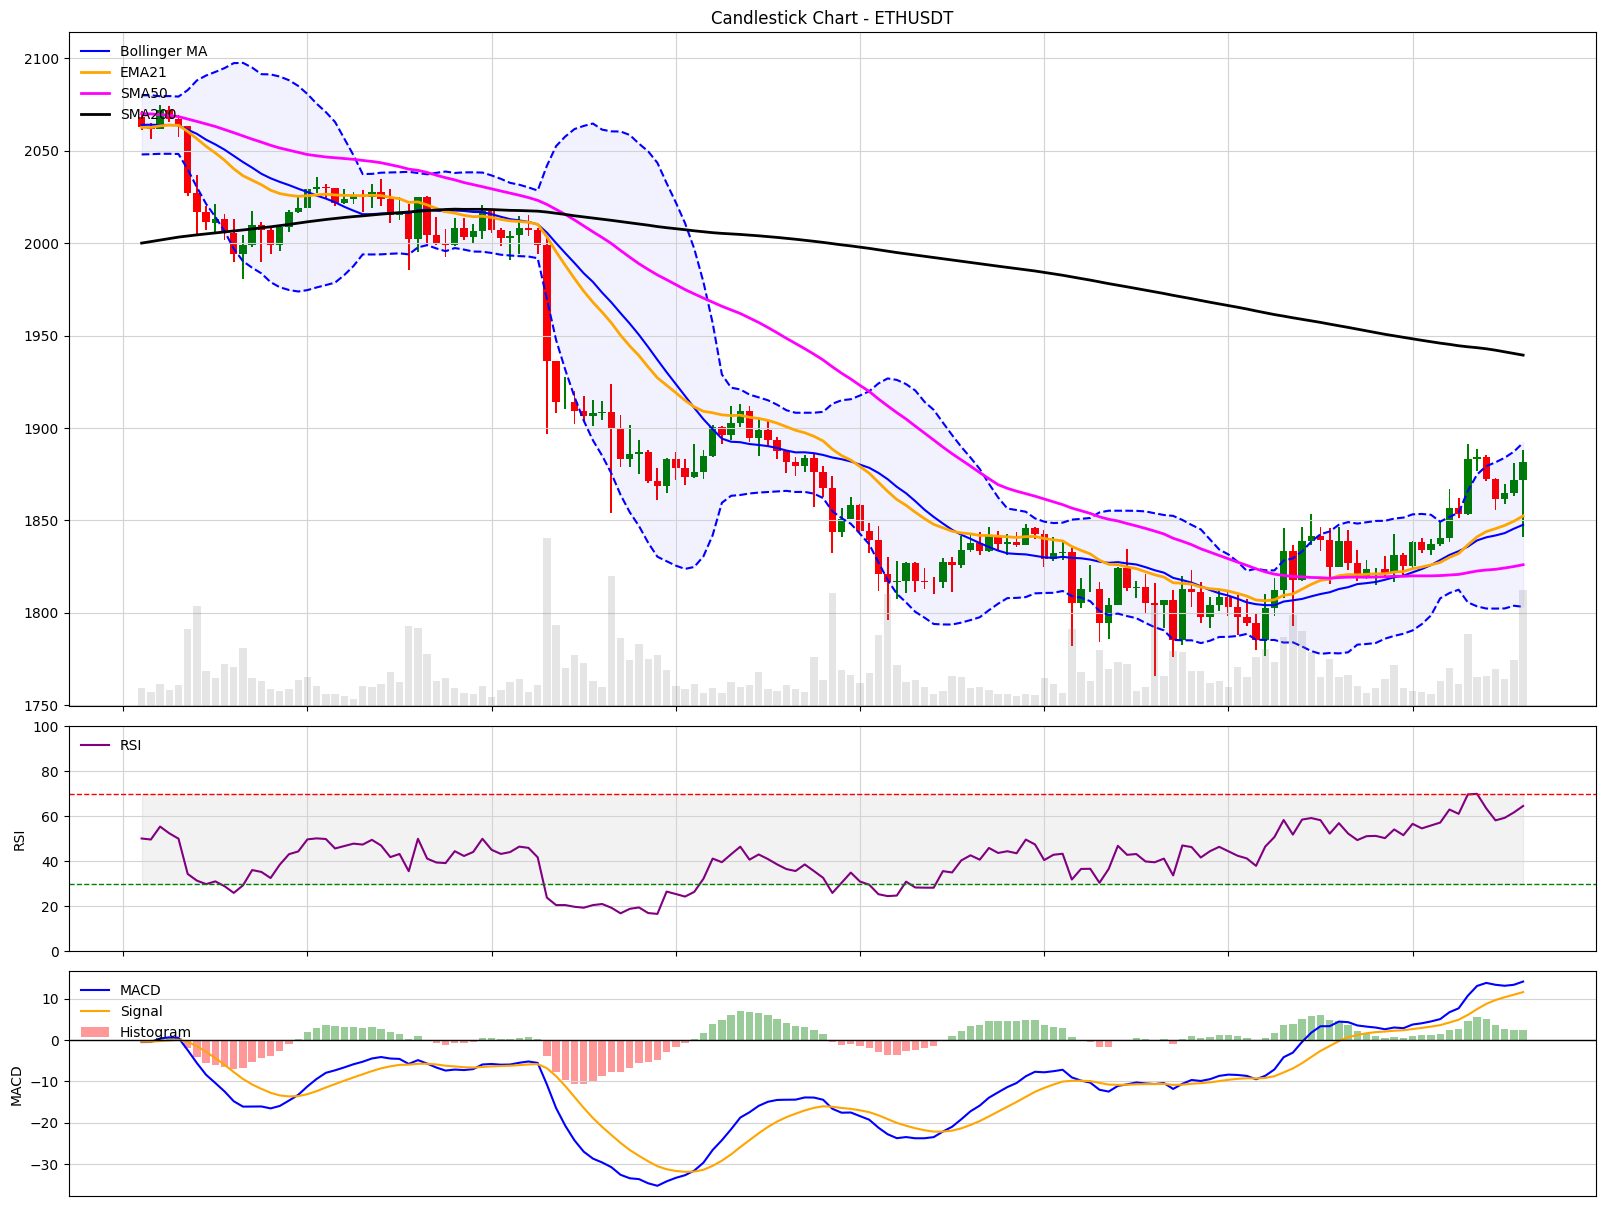 Candlestick Chart - ETHUSDT
Bollinger MA
EMA21
SMA50
SMA200
2100
2050
2000
1950
1900
1850
1800
1750
RSI
100
80
60
40
20
0
RSI
MACD
Signal
Histogram
10
0
−10
−20
−30
MACD